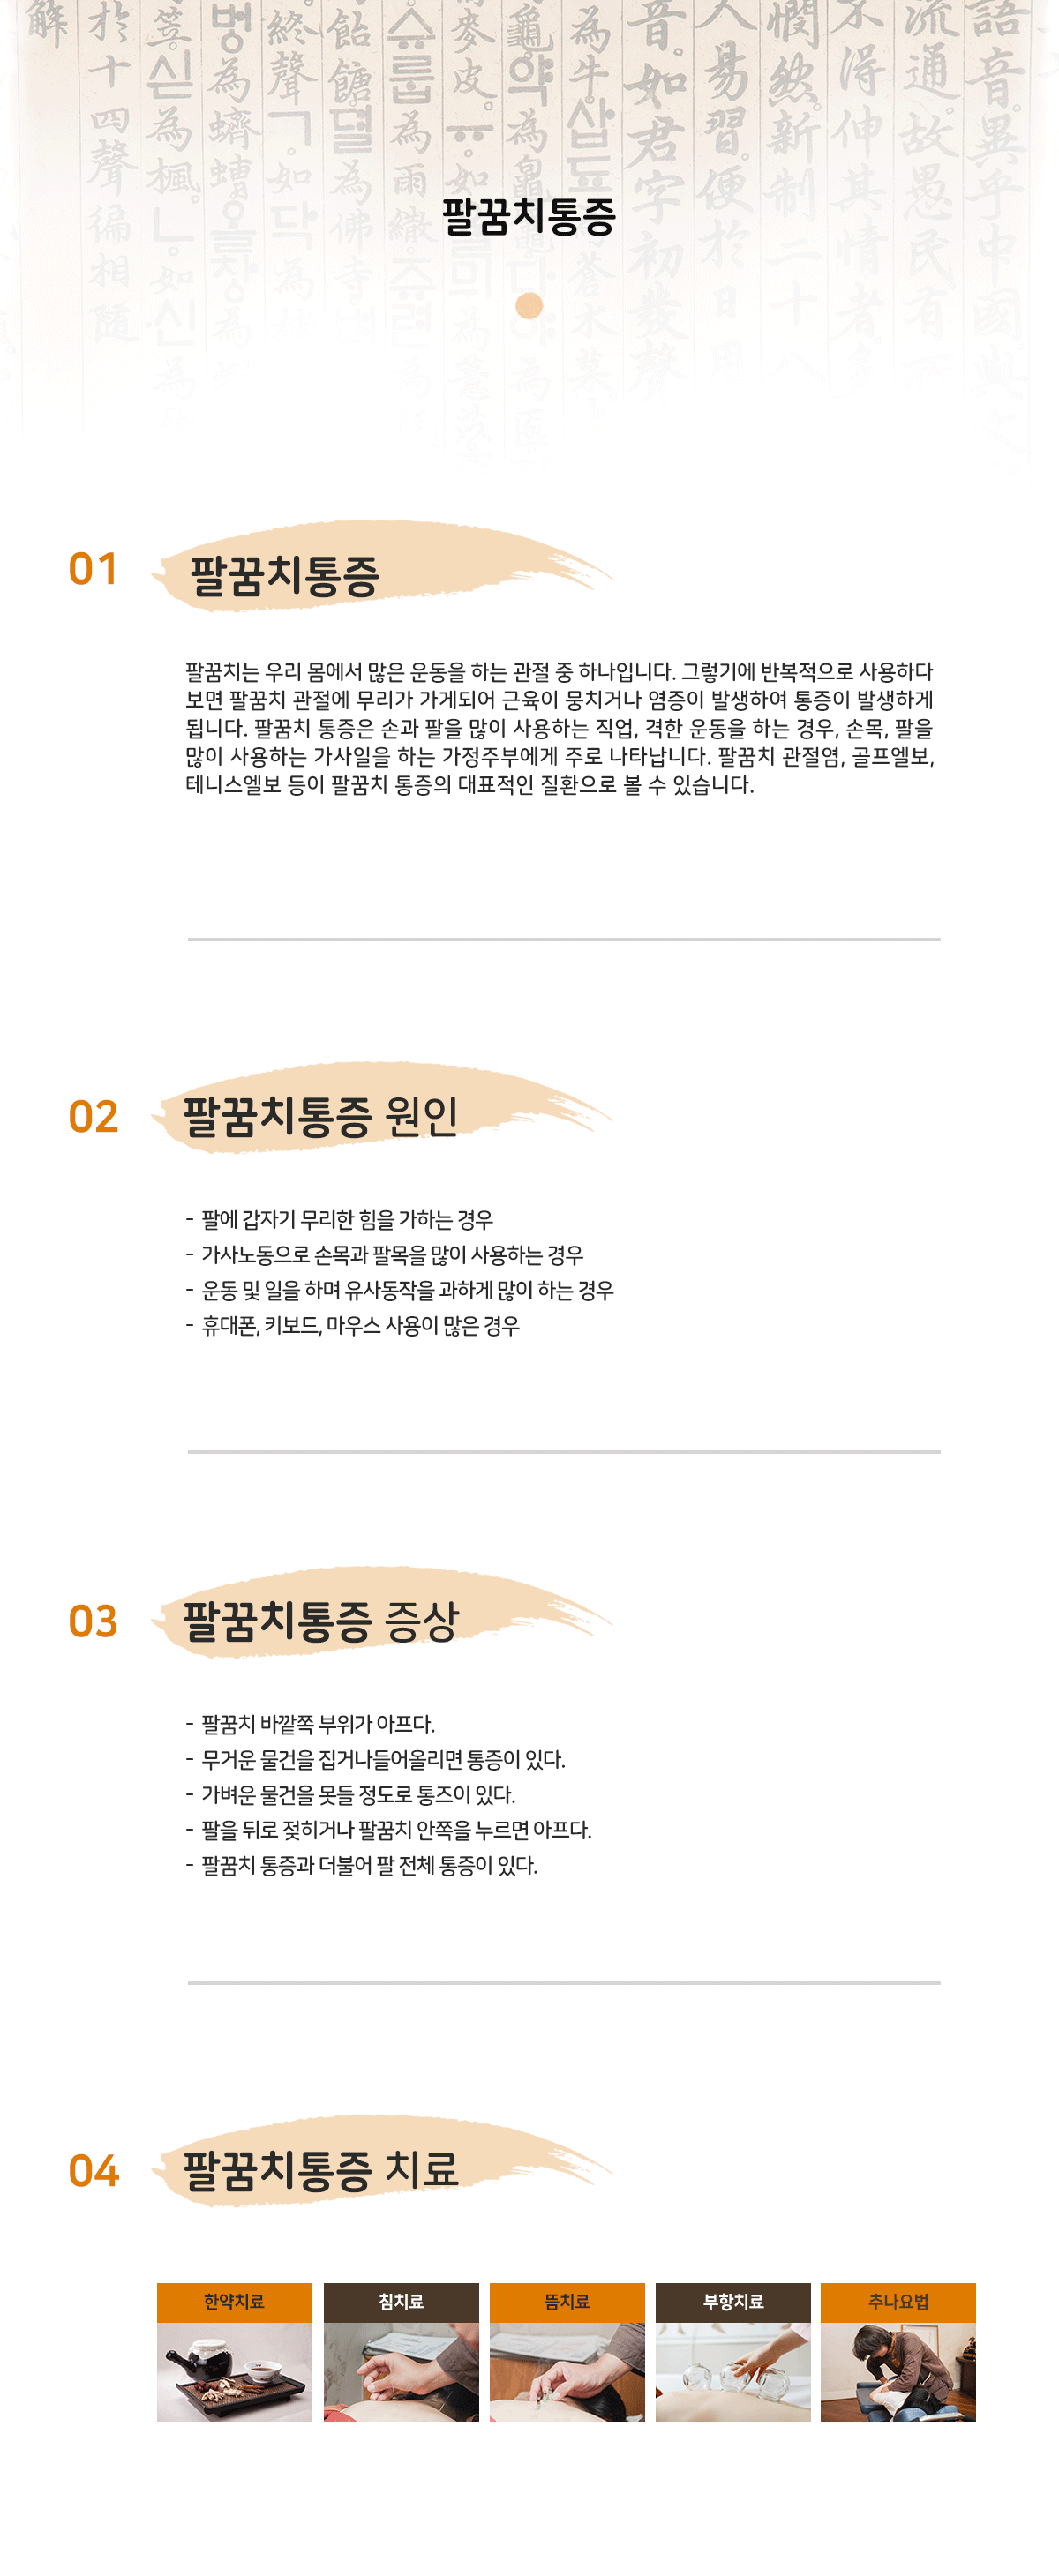 팔꿈치통증
01
팔꿈치통증
팔꿈치는 우리 몸에서 많은 운동을 하는 관절 중 하나입니다. 그렇기에 반복적으로 사용하다
보면 팔꿈치 관절에 무리가 가게되어 근육이 뭉치거나 염증이 발생하여 통증이 발생하게
됩니다. 팔꿈치 통증은 손과 팔을 많이 사용하는 직업, 격한 운동을 하는 경우, 손목, 팔을
많이 사용하는 가사일을 하는 가정주부에게 주로 나타납니다. 팔꿈치 관절염, 골프엘보,
테니스엘보 등이 팔꿈치 통증의 대표적인 질환으로 볼 수 있습니다.
02
팔꿈치통증 원인
- 팔에 갑자기 무리한 힘을 가하는 경우
- 가사노동으로 손목과 팔목을 많이 사용하는 경우
- 운동 및 일을 하며 유사동작을 과하게 많이 하는 경우
- 휴대폰, 키보드, 마우스 사용이 많은 경우
03
팔꿈치통증 증상
- 팔꿈치 바깥쪽 부위가 아프다.
- 무거운 물건을 집거나들어올리면 통증이 있다.
- 가벼운 물건을 못들 정도로 통즈이 있다.
- 팔을 뒤로 젖히거나 팔꿈치 안쪽을 누르면 아프다.
- 팔꿈치 통증과 더불어 팔 전체 통증이 있다.
04
팔꿈치통증 치료
한약치료
침치료
뜸치료
부항치료
추나요법